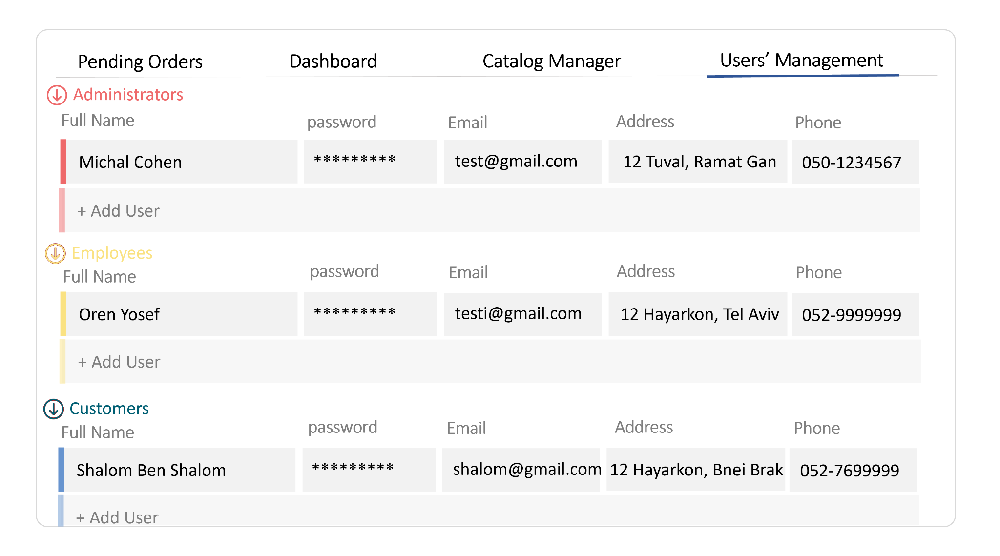 Pending Orders Dashboard Catalog Manager Users’ Management
Administrators
Full Name password Email Address Phone
Michal Cohen ********* test@gmail.com 12 Tuval, Ramat Gan 050-1234567
+ Add User
Employees
Full Name password Email Address Phone
Oren Yosef ********* testi@gmail.com 12 Hayarkon, Tel Aviv 052-9999999
+ Add User
Customers
Full Name password Email Address Phone
Shalom Ben Shalom ********* shalom@gmail.com 12 Hayarkon, Bnei Brak 052-7699999
+ Add User